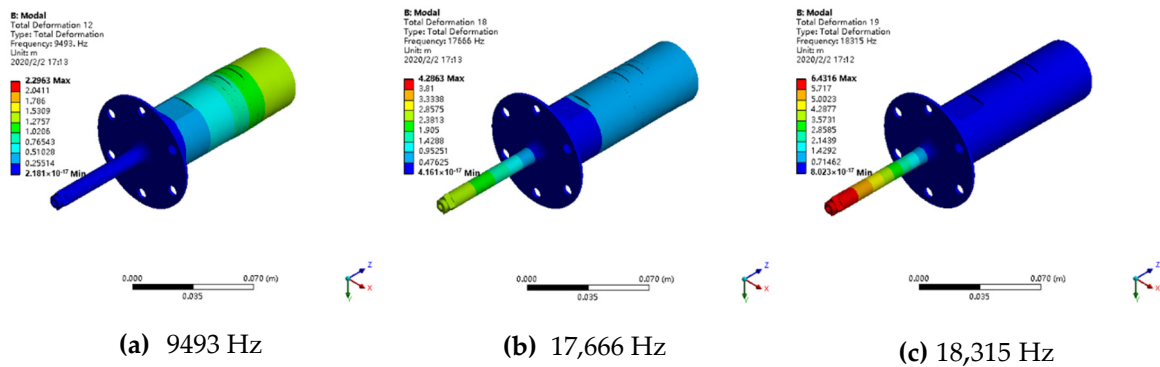 B: Modal
Total Deformation 12
Type: Total Deformation
Frequency: 9493. Hz
Unit: m
2020/2/2 17:13
2.2963 Max
2.0411
1.786
1.5309
1.2757
1.0206
0.76543
0.51028
0.25514
2.181×10⁻¹⁷ Min
0.000
0.070 (m)
0.035
Z
X
Y
(a) 9493 Hz
B: Modal
Total Deformation 18
Type: Total Deformation
Frequency: 17666 Hz
Unit: m
2020/2/2 17:13
4.2863 Max
3.81
3.3338
2.8575
2.3813
1.905
1.4288
0.95251
0.47625
4.161×10⁻¹⁷ Min
0.000
0.070 (m)
0.035
Z
X
Y
(b) 17,666 Hz
B: Modal
Total Deformation 19
Type: Total Deformation
Frequency: 18315 Hz
Unit: m
2020/2/2 17:12
6.4316 Max
5.717
5.0023
4.2877
3.5731
2.8585
2.1439
1.4292
0.71462
8.023×10⁻¹⁷ Min
0.000
0.070 (m)
0.035
Z
X
Y
(c) 18,315 Hz